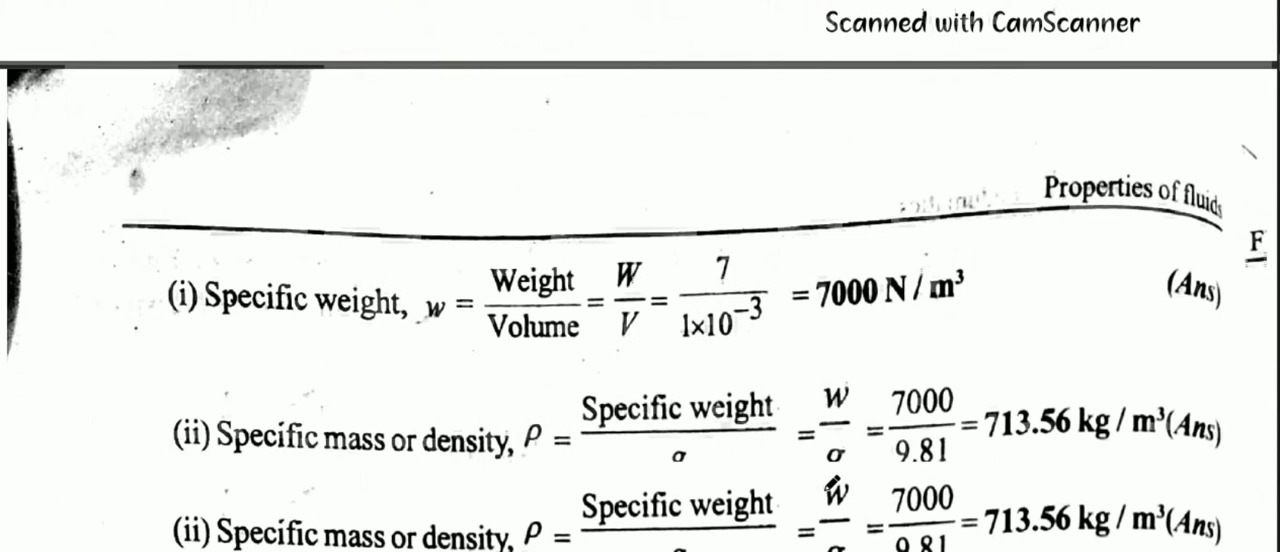 Scanned with CamScanner
Properties of fluids
F
(i) Specific weight, w = Weight / Volume = W / V = 7 / 1×10⁻³ = 7000 N / m³ (Ans)
(ii) Specific mass or density, ρ = Specific weight / g = w / g = 7000 / 9.81 = 713.56 kg / m³ (Ans)
(ii) Specific mass or density, ρ = Specific weight = w = 7000 / 9.81 = 713.56 kg / m³ (Ans)